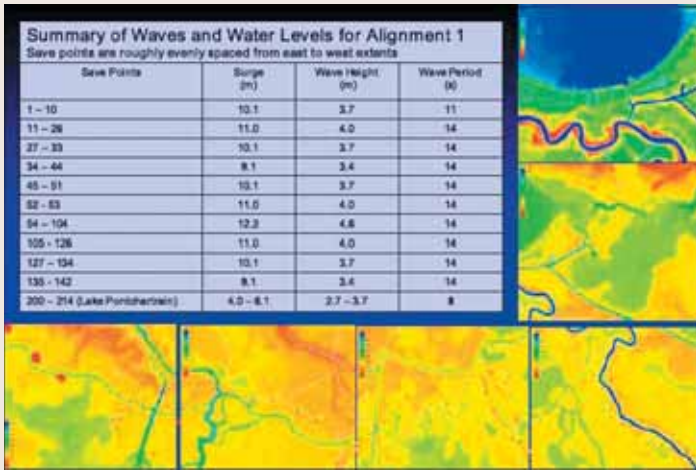 Summary of Waves and Water Levels for Alignment 1
Save points are roughly evenly spaced from east to west extants
Save Points Surge (m) Wave Height (m) Wave Period (s)
1 – 10 10.1 3.7 11
11 – 26 11.0 4.0 14
27 – 33 10.1 3.7 14
34 – 44 9.1 3.4 14
45 – 51 10.1 3.7 14
52 - 53 11.0 4.0 14
54 – 104 12.2 4.6 14
105 - 126 11.0 4.0 14
127 – 134 10.1 3.7 14
135 - 142 9.1 3.4 14
200 – 214 (Lake Pontchartrain) 4.0 – 6.1 2.7 – 3.7 8